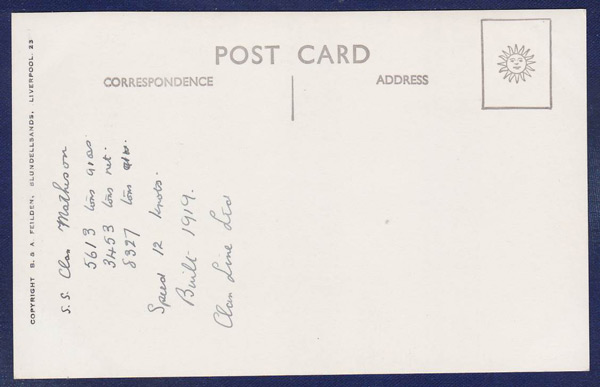 POST CARD
CORRESPONDENCE
ADDRESS
COPYRIGHT B. & A. FEILDEN, BLUNDELLSANDS, LIVERPOOL. 23
S.S. Clan Matheson
5613 tons gross.
3453 tons net.
8327 tons d/w.
Speed 12 knots.
Built 1919.
Clan Line Ltd